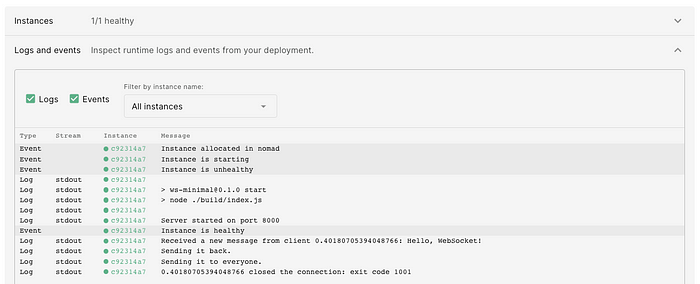 Instances 1/1 healthy
Logs and events Inspect runtime logs and events from your deployment.
Filter by instance name:
Logs Events All instances
Type Stream Instance Message
Event c92314a7 Instance allocated in nomad
Event c92314a7 Instance is starting
Event c92314a7 Instance is unhealthy
Log stdout c92314a7
Log stdout c92314a7 > ws-minimal@0.1.0 start
Log stdout c92314a7 > node ./build/index.js
Log stdout c92314a7
Log stdout c92314a7 Server started on port 8000
Event c92314a7 Instance is healthy
Log stdout c92314a7 Received a new message from client 0.40180705394048766: Hello, WebSocket!
Log stdout c92314a7 Sending it back.
Log stdout c92314a7 Sending it to everyone.
Log stdout c92314a7 0.40180705394048766 closed the connection: exit code 1001